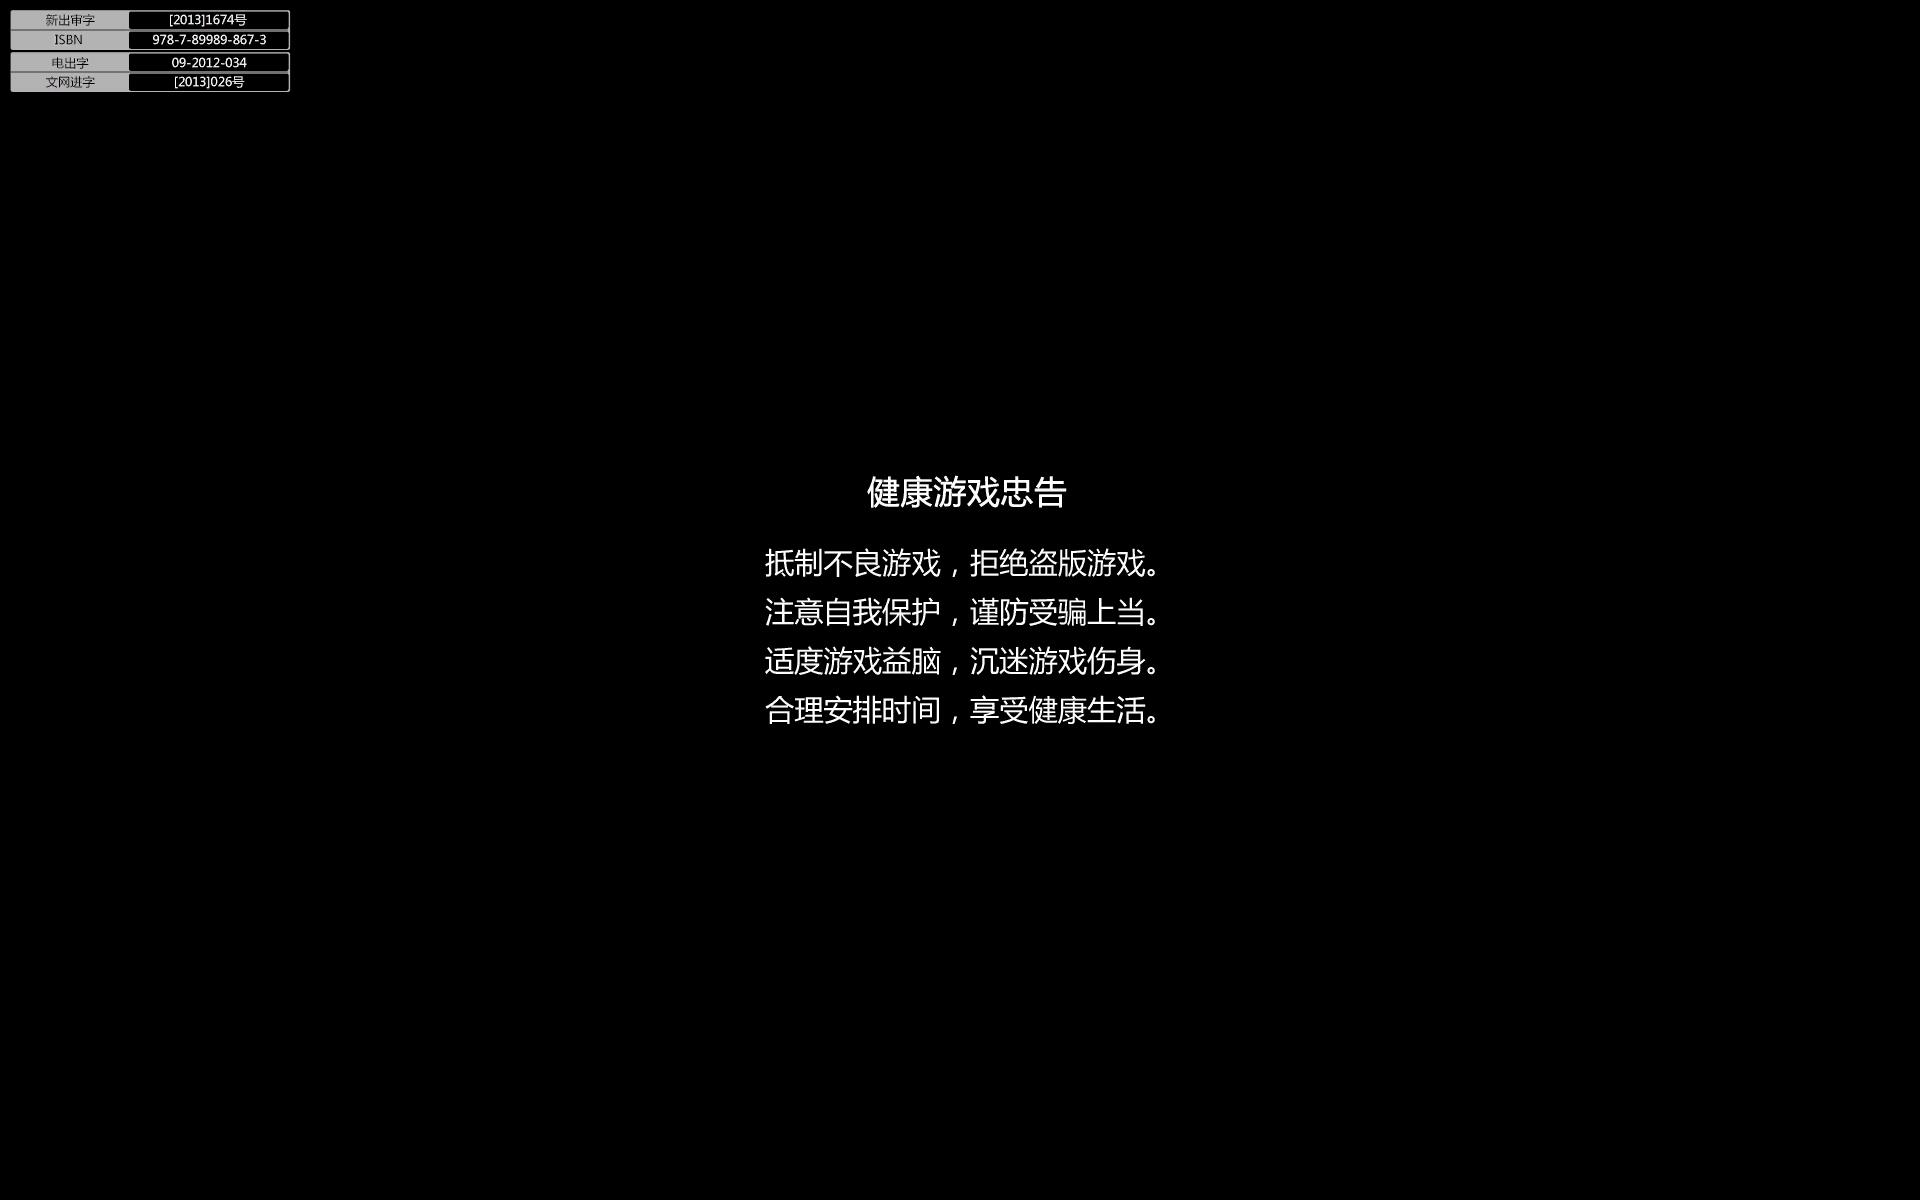 新出审字 [2013]1674号
ISBN 978-7-89989-867-3
电出字 09-2012-034
文网进字 [2013]026号
健康游戏忠告
抵制不良游戏，拒绝盗版游戏。
注意自我保护，谨防受骗上当。
适度游戏益脑，沉迷游戏伤身。
合理安排时间，享受健康生活。